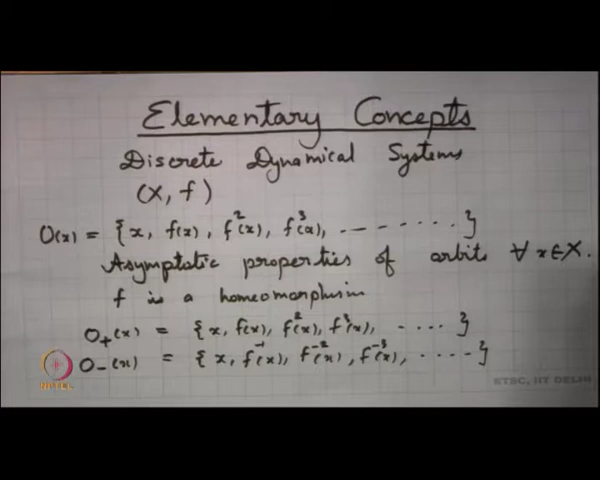 Elementary Concepts
Discrete Dynamical Systems
(X, f)
O(x) = {x, f(x), f²(x), f³(x), --------}
Asymptotic properties of orbits ∀ x∈X.
f is a homeomorphism
O₊(x) = {x, f(x), f²(x), f³(x), ....}
O₋(x) = {x, f⁻¹(x), f⁻²(x), f⁻³(x), .....}
NPTEL
ETSC, IIT DELHI